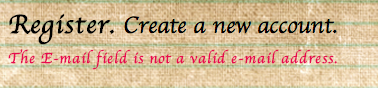 Register. Create a new account.
The E-mail field is not a valid e-mail address.